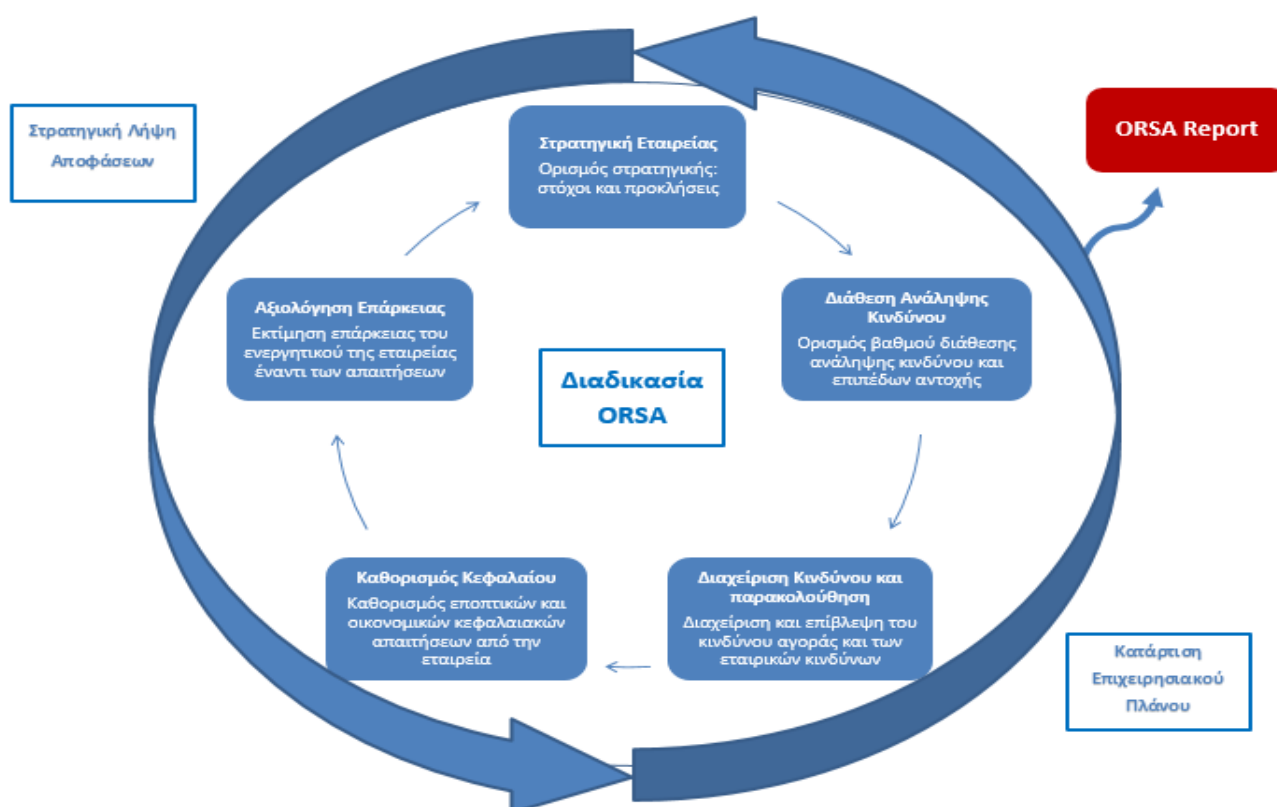 Στρατηγική Λήψη
Αποφάσεων
ORSA Report
Στρατηγική Εταιρείας
Ορισμός στρατηγικής:
στόχοι και προκλήσεις
Αξιολόγηση Επάρκειας
Εκτίμηση επάρκειας του
ενεργητικού της εταιρείας
έναντι των απαιτήσεων
Διάθεση Ανάληψης
Κινδύνου
Ορισμός βαθμού διάθεσης
ανάληψης κινδύνου και
επιπέδων αντοχής
Διαδικασία
ORSA
Καθορισμός Κεφαλαίου
Καθορισμός εποπτικών και
οικονομικών κεφαλαιακών
απαιτήσεων από την
εταιρεία
Διαχείριση Κινδύνου και
παρακολούθηση
Διαχείριση και επίβλεψη του
κινδύνου αγοράς και των
εταιρικών κινδύνων
Κατάρτιση
Επιχειρησιακού
Πλάνου